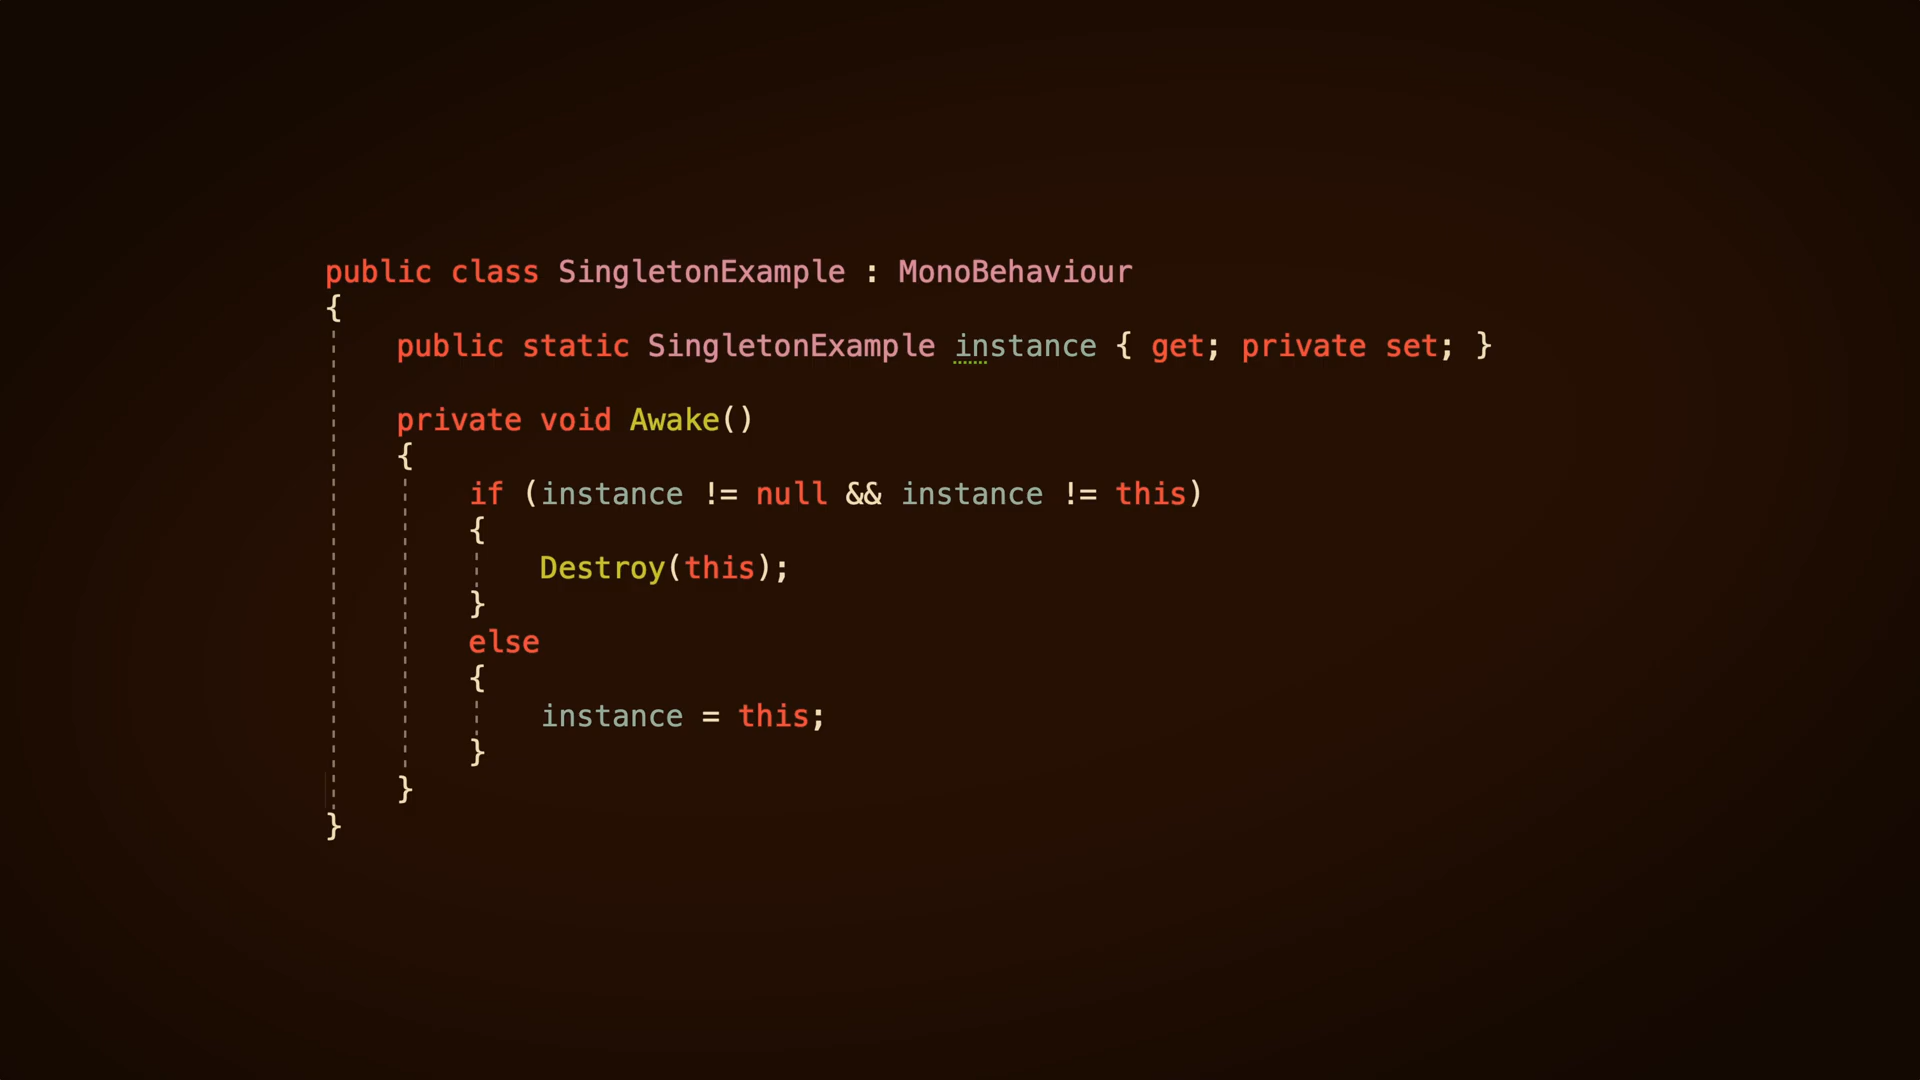 public class SingletonExample : MonoBehaviour
{
    public static SingletonExample instance { get; private set; }
    private void Awake()
    {
        if (instance != null && instance != this)
        {
            Destroy(this);
        }
        else
        {
            instance = this;
        }
    }
}